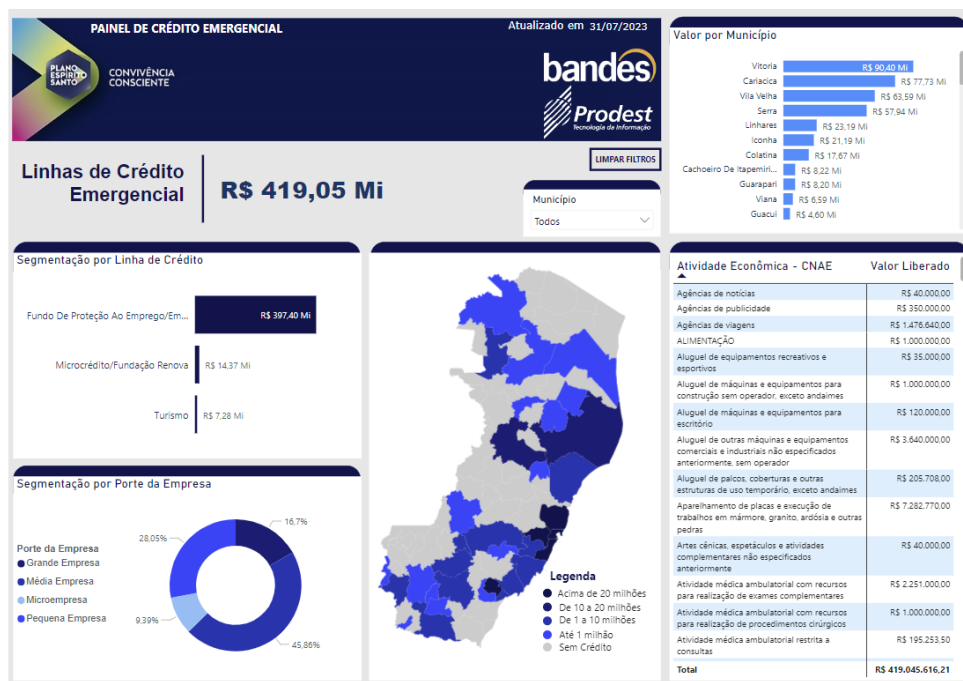 PAINEL DE CRÉDITO EMERGENCIAL
Atualizado em 31/07/2023
PLANO
ESPÍRITO
SANTO
CONVIVÊNCIA
CONSCIENTE
bandes
Prodest
Tecnologia da Informação
Linhas de Crédito
Emergencial
R$ 419,05 Mi
LIMPAR FILTROS
Município
Todos
Valor por Município
Vitoria R$ 90,40 Mi
Cariacica R$ 77,73 Mi
Vila Velha R$ 63,59 Mi
Serra R$ 57,94 Mi
Linhares R$ 23,19 Mi
Iconha R$ 21,19 Mi
Colatina R$ 17,67 Mi
Cachoeiro De Itapemiri... R$ 8,22 Mi
Guarapari R$ 8,20 Mi
Viana R$ 6,59 Mi
Guacui R$ 4,60 Mi
Segmentação por Linha de Crédito
Fundo De Proteção Ao Emprego/Em... R$ 397,40 Mi
Microcrédito/Fundação Renova R$ 14,37 Mi
Turismo R$ 7,28 Mi
Segmentação por Porte da Empresa
Porte da Empresa
Grande Empresa
Média Empresa
Microempresa
Pequena Empresa
16,7%
28,05%
9,39%
45,86%
Legenda
Acima de 20 milhões
De 10 a 20 milhões
De 1 a 10 milhões
Até 1 milhão
Sem Crédito
Atividade Econômica - CNAE Valor Liberado
Agências de notícias R$ 40.000,00
Agências de publicidade R$ 350.000,00
Agências de viagens R$ 1.476.640,00
ALIMENTAÇÃO R$ 1.000.000,00
Aluguel de equipamentos recreativos e R$ 35.000,00
esportivos
Aluguel de máquinas e equipamentos para R$ 1.000.000,00
construção sem operador, exceto andaimes
Aluguel de máquinas e equipamentos para R$ 120.000,00
escritório
Aluguel de outras máquinas e equipamentos R$ 3.640.000,00
comerciais e industriais não especificados
anteriormente, sem operador
Aluguel de palcos, coberturas e outras R$ 205.708,00
estruturas de uso temporário, exceto andaimes
Aparelhamento de placas e execução de R$ 7.282.770,00
trabalhos em mármore, granito, ardósia e outras
pedras
Artes cênicas, espetáculos e atividades R$ 40.000,00
complementares não especificados
anteriormente
Atividade médica ambulatorial com recursos R$ 2.251.000,00
para realização de exames complementares
Atividade médica ambulatorial com recursos R$ 1.000.000,00
para realização de procedimentos cirúrgicos
Atividade médica ambulatorial restrita a R$ 195.253,50
consultas
Total R$ 419.045.616,21